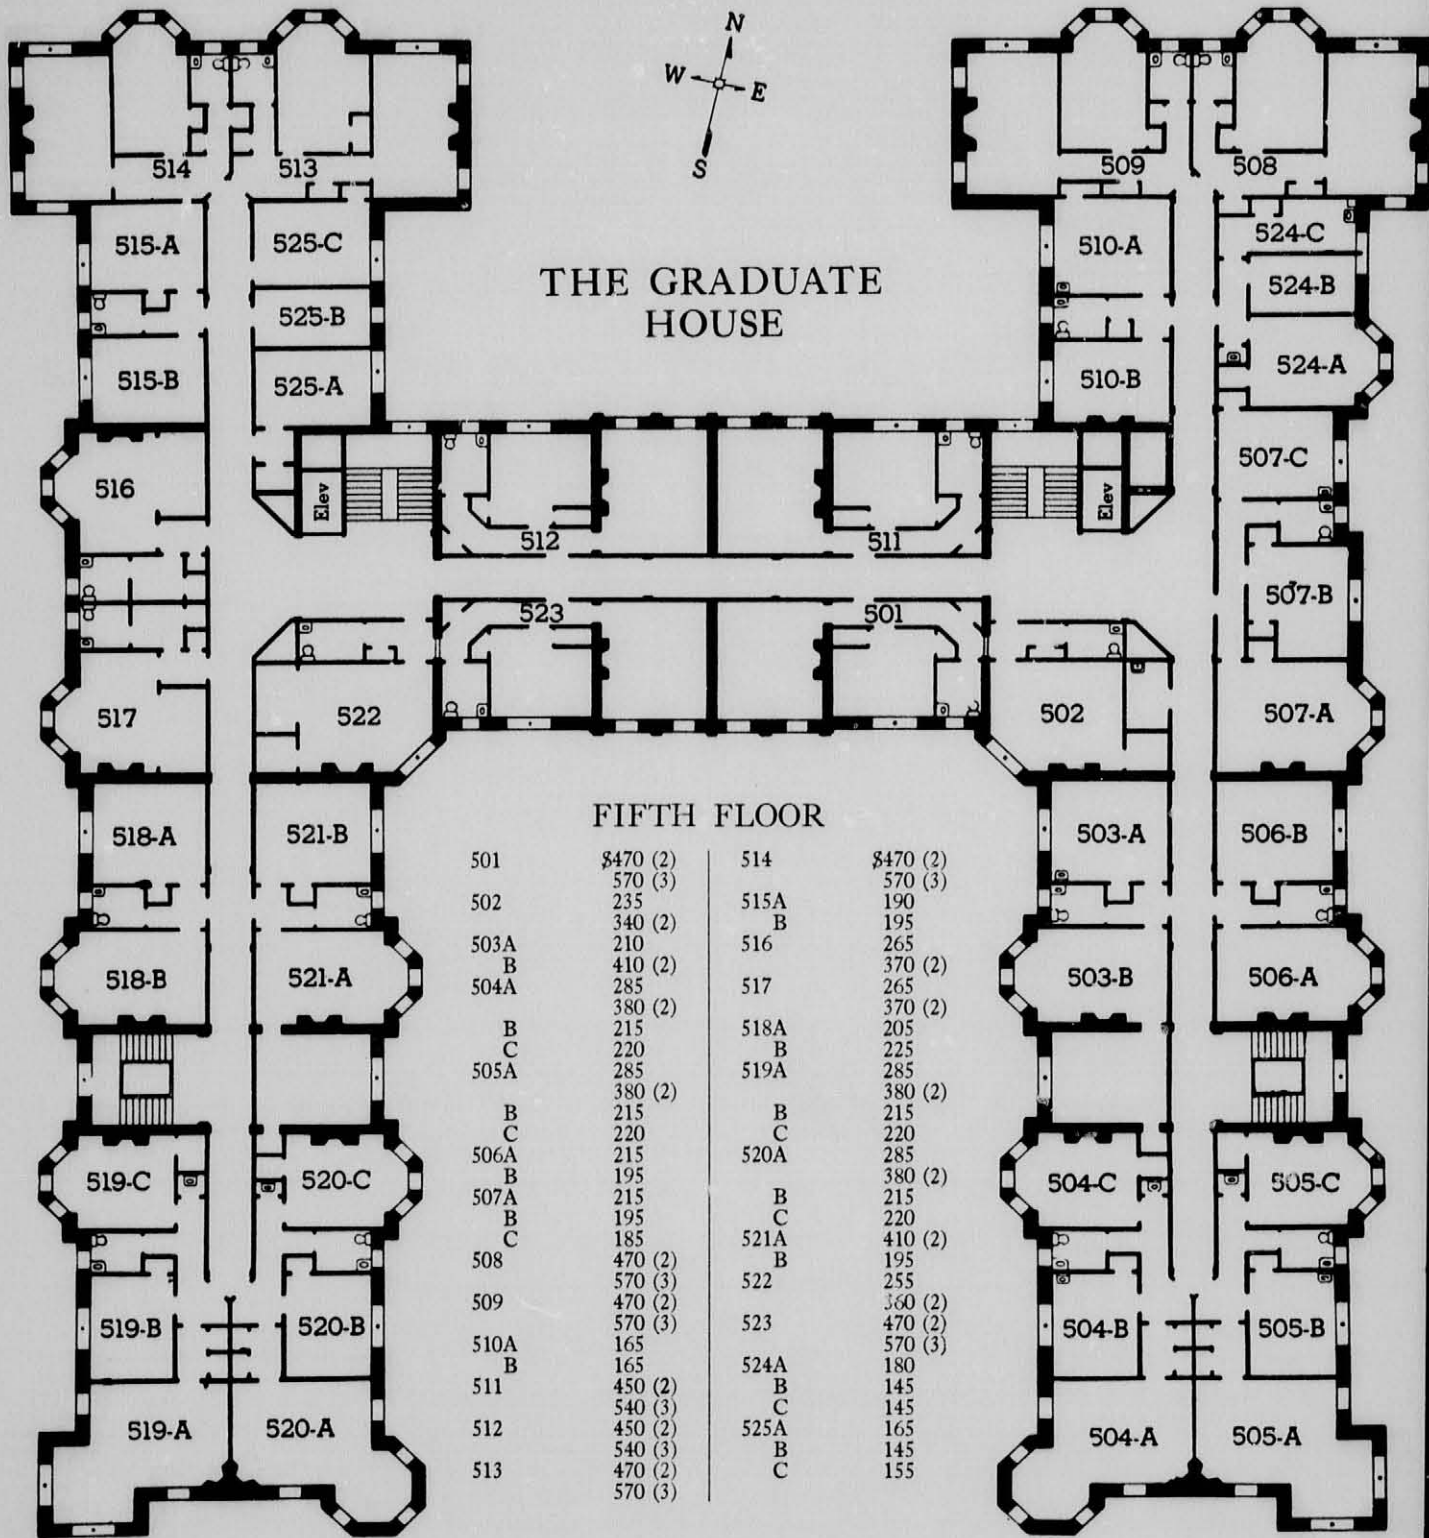 N
W E
S
514 513
509 508
515-A 525-C
510-A 524-C
THE GRADUATE
HOUSE
525-B
524-B
515-B 525-A
510-B 524-A
516
507-C
Elev
Elev
512 511
523 501
507-B
517 522
502 507-A
FIFTH FLOOR
518-A 521-B
503-A 506-B
518-B 521-A
503-B 506-A
519-C 520-C
504-C 505-C
519-B 520-B
504-B 505-B
519-A 520-A
504-A 505-A
501 $470 (2)
570 (3)
502 235
340 (2)
503A 210
B 410 (2)
504A 285
380 (2)
B 215
C 220
505A 285
380 (2)
B 215
C 220
506A 215
B 195
507A 215
B 195
C 185
508 470 (2)
570 (3)
509 470 (2)
570 (3)
510A 165
B 165
511 450 (2)
540 (3)
512 450 (2)
540 (3)
513 470 (2)
570 (3)
514 $470 (2)
570 (3)
515A 190
B 195
516 265
370 (2)
517 265
370 (2)
518A 205
B 225
519A 285
380 (2)
B 215
C 220
520A 285
380 (2)
B 215
C 220
521A 410 (2)
B 195
522 255
360 (2)
523 470 (2)
570 (3)
524A 180
B 145
C 145
525A 165
B 145
C 155